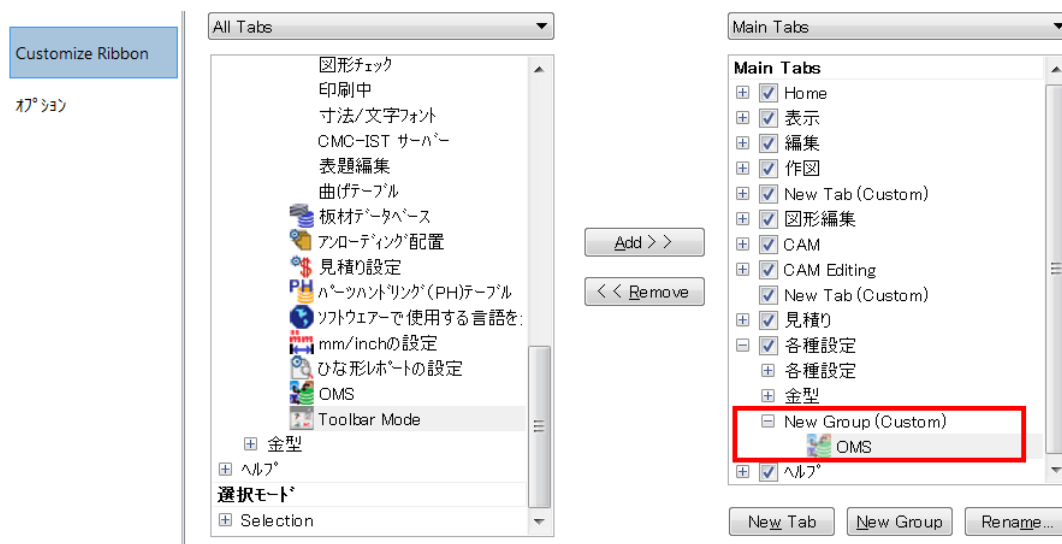 Customize Ribbon
ｵﾌﾟｼｮﾝ
All Tabs
図形ﾁｪｯｸ
印刷中
寸法/文字ﾌｫﾝﾄ
CMC-IST ｻｰﾊﾞｰ
表題編集
曲げﾃｰﾌﾞﾙ
板材ﾃﾞｰﾀﾍﾞｰｽ
ｱﾝﾛｰﾃﾞｨﾝｸﾞ配置
見積り設定
ﾊﾟｰﾂﾊﾝﾄﾞﾘﾝｸﾞ(PH)ﾃｰﾌﾞﾙ
ｿﾌﾄｳｴｱｰで使用する言語を
mm/inchの設定
ひな形ﾚﾎﾟｰﾄの設定
OMS
Toolbar Mode
金型
ﾍﾙﾌﾟ
選択ﾓｰﾄﾞ
Selection
Add > >
< < Remove
Main Tabs
Main Tabs
Home
表示
編集
作図
New Tab (Custom)
図形編集
CAM
CAM Editing
New Tab (Custom)
見積り
各種設定
各種設定
金型
New Group (Custom)
OMS
ﾍﾙﾌﾟ
New Tab
New Group
Rename...